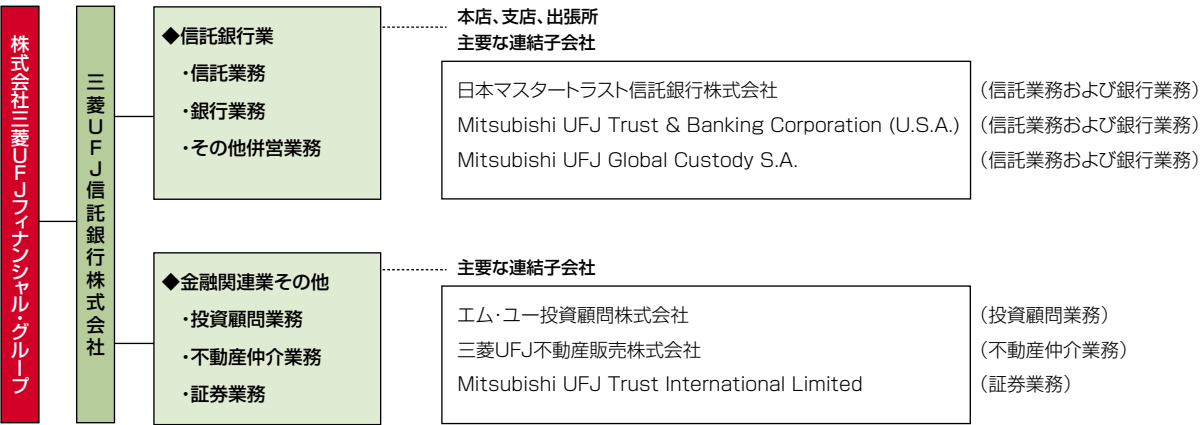 株式会社三菱UFJフィナンシャル・グループ
三菱UFJ信託銀行株式会社
◆信託銀行業
・信託業務
・銀行業務
・その他併営業務
本店、支店、出張所
主要な連結子会社
日本マスタートラスト信託銀行株式会社 (信託業務および銀行業務)
Mitsubishi UFJ Trust & Banking Corporation (U.S.A.) (信託業務および銀行業務)
Mitsubishi UFJ Global Custody S.A. (信託業務および銀行業務)
◆金融関連業その他
・投資顧問業務
・不動産仲介業務
・証券業務
主要な連結子会社
エム・ユー投資顧問株式会社 (投資顧問業務)
三菱UFJ不動産販売株式会社 (不動産仲介業務)
Mitsubishi UFJ Trust International Limited (証券業務)